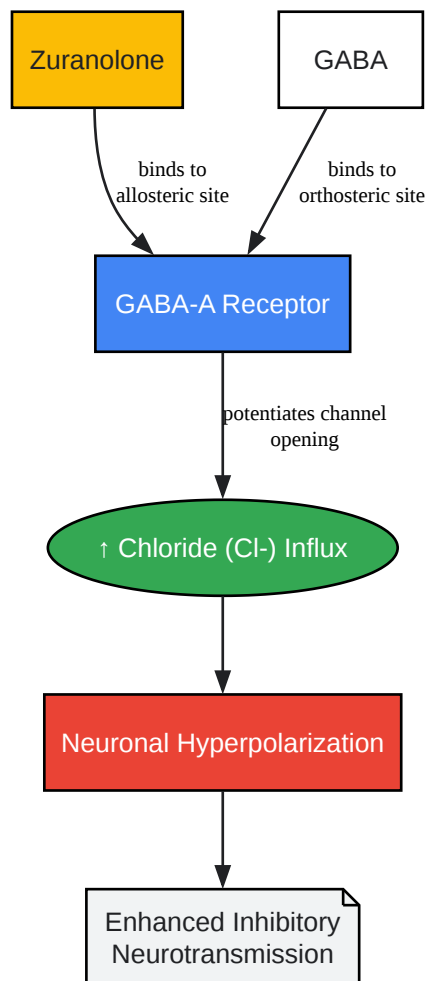 Zuranolone
GABA
binds to
allosteric site
binds to
orthosteric site
GABA-A Receptor
potentiates channel
opening
↑ Chloride (Cl-) Influx
Neuronal Hyperpolarization
Enhanced Inhibitory
Neurotransmission